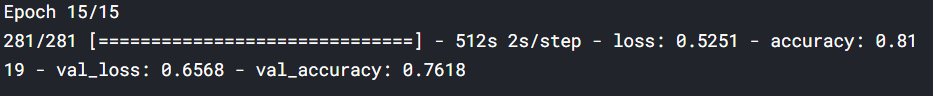 Epoch 15/15
281/281 [==============================] - 512s 2s/step - loss: 0.5251 - accuracy: 0.81
19 - val_loss: 0.6568 - val_accuracy: 0.7618